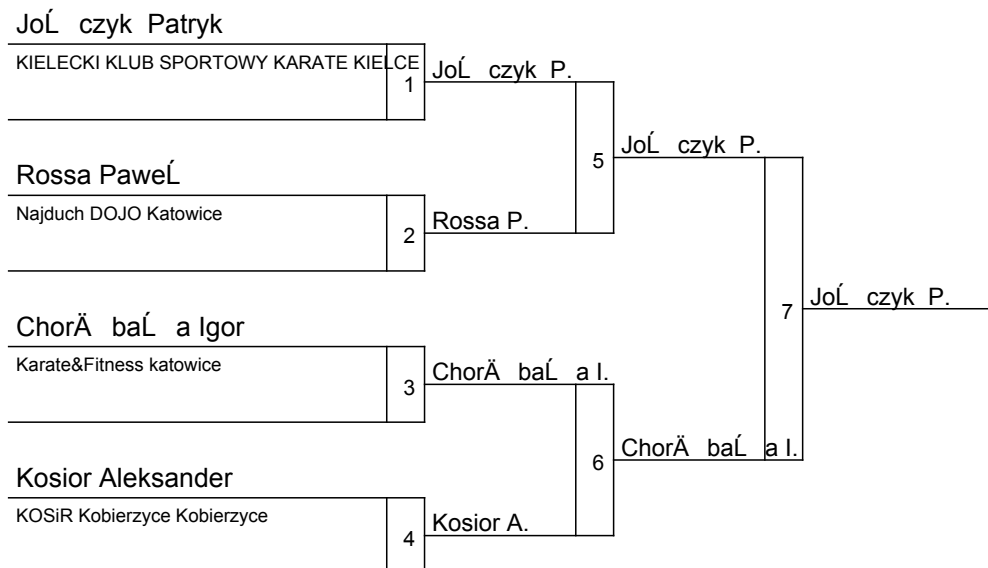 JoĹ czyk Patryk
KIELECKI KLUB SPORTOWY KARATE KIELCE
1
JoĹ czyk P.
5
JoĹ czyk P.
Rossa PaweĹ
Najduch DOJO Katowice
2
Rossa P.
7
JoĹ czyk P.
ChorÄ baĹ a Igor
Karate&Fitness katowice
3
ChorÄ baĹ a I.
6
ChorÄ baĹ a I.
Kosior Aleksander
KOSiR Kobierzyce Kobierzyce
4
Kosior A.